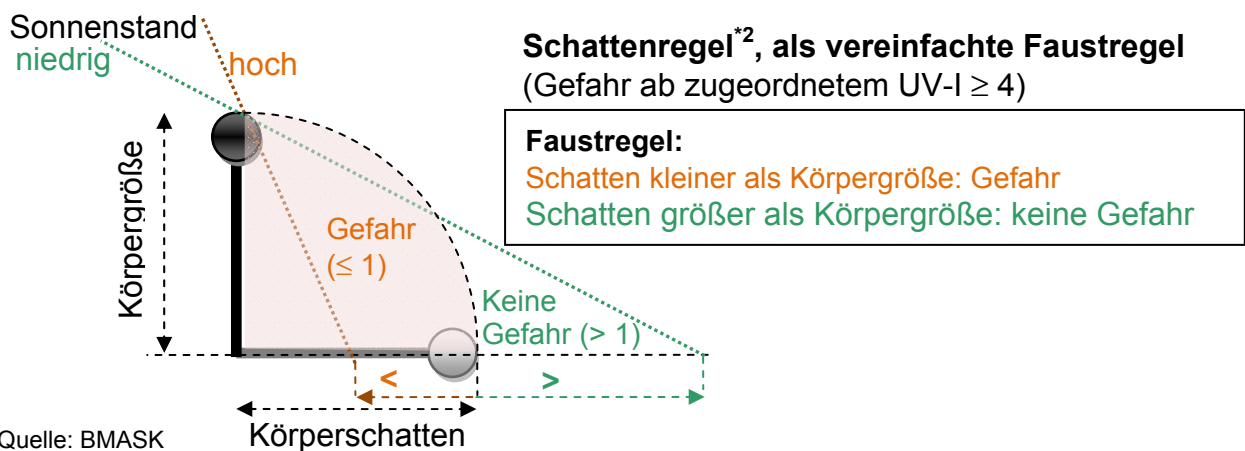 Sonnenstand
niedrig
hoch
Schattenregel*2, als vereinfachte Faustregel
(Gefahr ab zugeordnetem UV-I ≥ 4)
Faustregel:
Schatten kleiner als Körpergröße: Gefahr
Schatten größer als Körpergröße: keine Gefahr
Körpergröße
Gefahr
(≤ 1)
Keine
Gefahr (> 1)
< >
Körperschatten
Quelle: BMASK